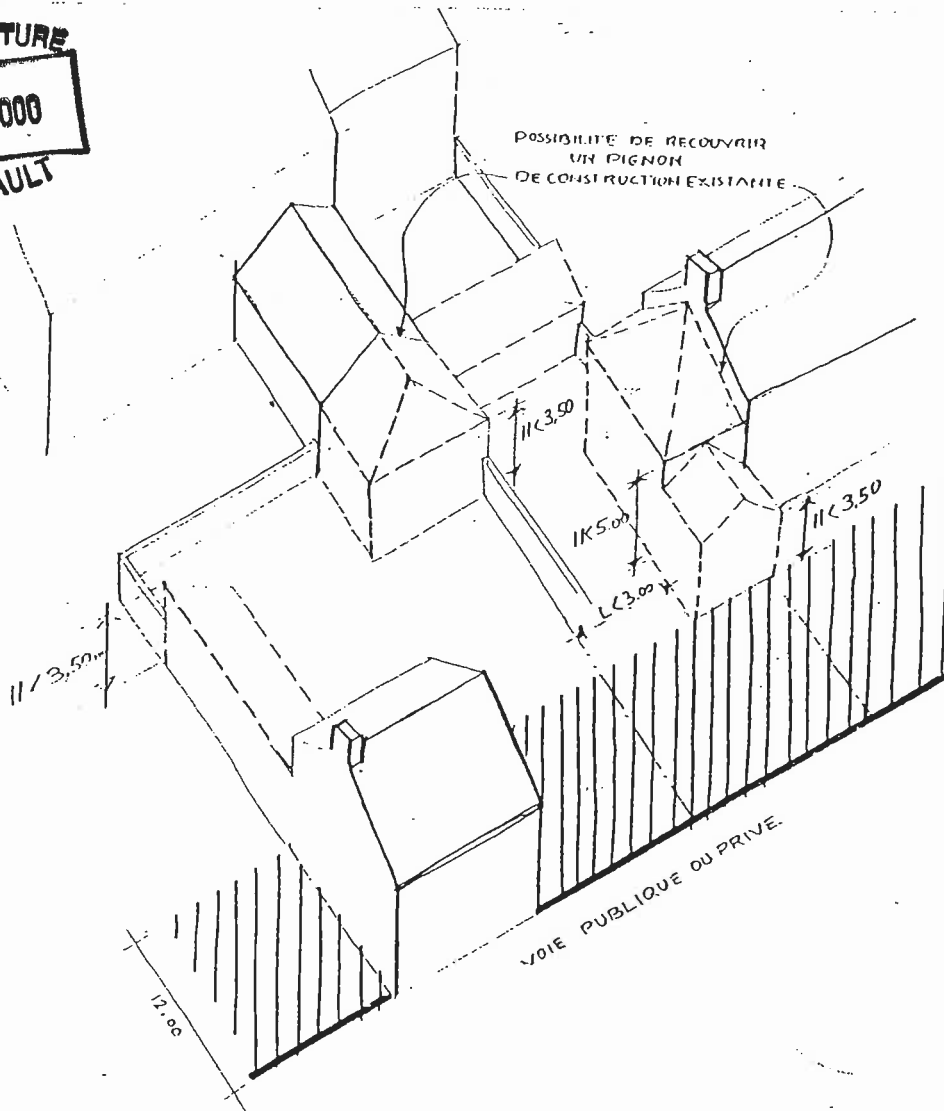 TURE
000
AULT
POSSIBILITE DE RECOUVRIR
UN PIGNON
DE CONSTRUCTION EXISTANTE
H<3,50
H<5.00
H<3,50
L<3.00
H<3,50m
VOIE PUBLIQUE OU PRIVE.
12.00